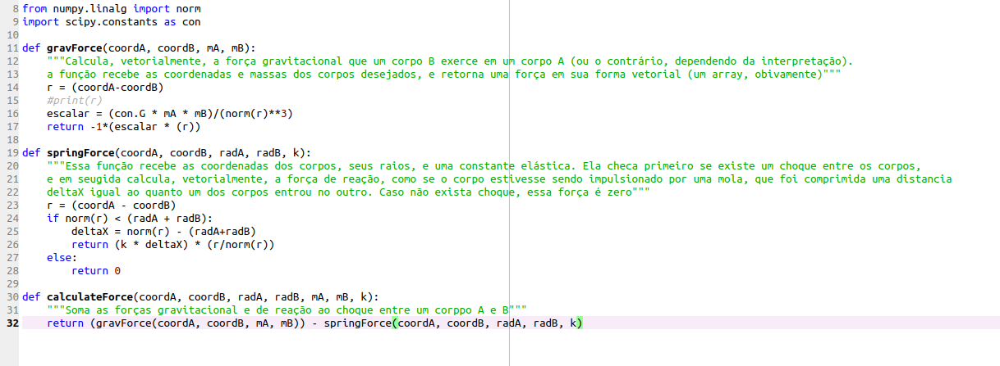 8 from numpy.linalg import norm
9 import scipy.constants as con
10
11 def gravForce(coordA, coordB, mA, mB):
12     """Calcula, vetorialmente, a força gravitacional que um corpo B exerce em um corpo A (ou o contrário, dependendo da interpretação).
13     a função recebe as coordenadas e massas dos corpos desejados, e retorna uma força em sua forma vetorial (um array, obivamente)"""
14     r = (coordA-coordB)
15     #print(r)
16     escalar = (con.G * mA * mB)/(norm(r)**3)
17     return -1*(escalar * (r))
18
19 def springForce(coordA, coordB, radA, radB, k):
20     """Essa função recebe as coordenadas dos corpos, seus raios, e uma constante elástica. Ela checa primeiro se existe um choque entre os corpos,
21     e em seugida calcula, vetorialmente, a força de reação, como se o corpo estivesse sendo impulsionado por uma mola, que foi comprimida uma distancia
22     deltaX igual ao quanto um dos corpos entrou no outro. Caso não exista choque, essa força é zero"""
23     r = (coordA - coordB)
24     if norm(r) < (radA + radB):
25         deltaX = norm(r) - (radA+radB)
26         return (k * deltaX) * (r/norm(r))
27     else:
28         return 0
29
30 def calculateForce(coordA, coordB, radA, radB, mA, mB, k):
31     """Soma as forças gravitacional e de reação ao choque entre um corppo A e B"""
32     return (gravForce(coordA, coordB, mA, mB)) - springForce(coordA, coordB, radA, radB, k)